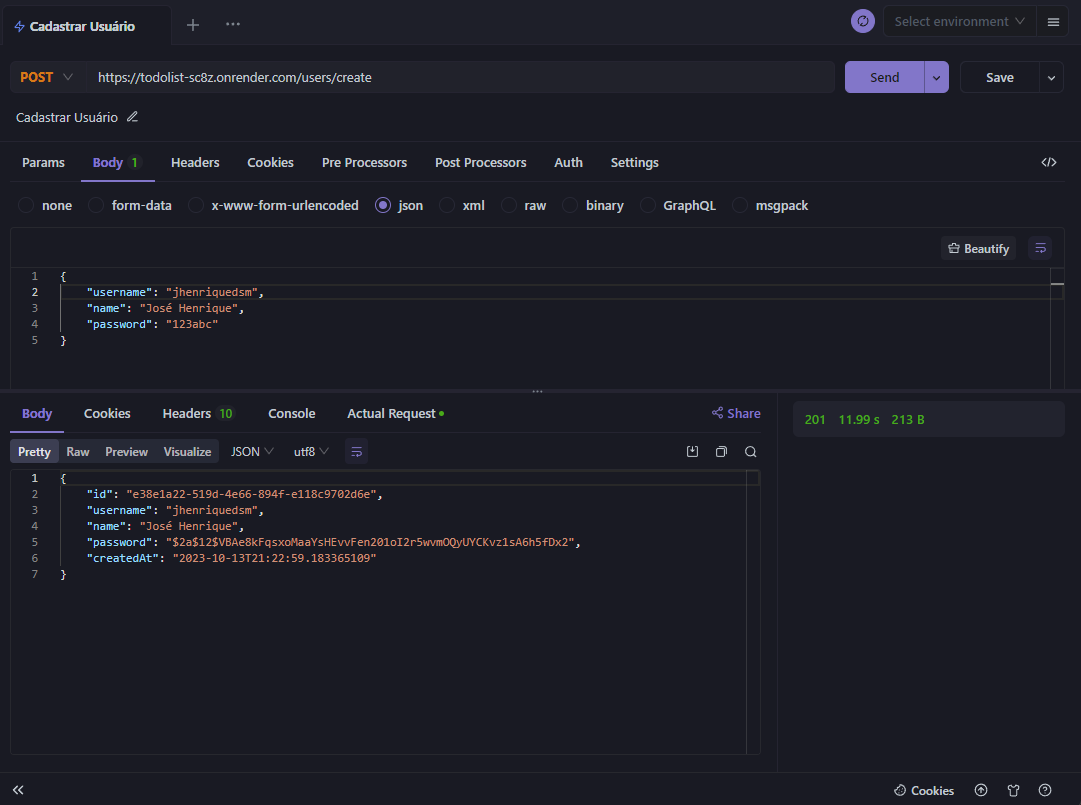 Cadastrar Usuário
Select environment
POST https://todolist-sc8z.onrender.com/users/create Send Save
Cadastrar Usuário
Params Body 1 Headers Cookies Pre Processors Post Processors Auth Settings </>
none form-data x-www-form-urlencoded json xml raw binary GraphQL msgpack
Beautify
1 {
2 "username": "jhenriquedsm",
3 "name": "José Henrique",
4 "password": "123abc"
5 }
Body Cookies Headers 10 Console Actual Request Share
201 11.99 s 213 B
Pretty Raw Preview Visualize JSON utf8
1 {
2 "id": "e38e1a22-519d-4e66-894f-e118c9702d6e",
3 "username": "jhenriquedsm",
4 "name": "José Henrique",
5 "password": "$2a$12$VBAe8kFqsxoMaaYsHEvvFen201oI2r5wvmOQyUYCKvz1sA6h5fDx2",
6 "createdAt": "2023-10-13T21:22:59.183365109"
7 }
Cookies